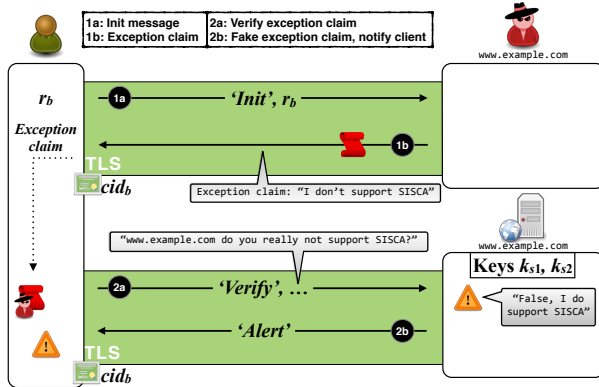 1a: Init message
1b: Exception claim
2a: Verify exception claim
2b: Fake exception claim, notify client
www.example.com
r_b
Exception
claim
1a
'Init', r_b
1b
TLS
cid_b
Exception claim: "I don't support SISCA"
www.example.com
"www.example.com do you really not support SISCA?"
Keys k_s1, k_s2
2a
'Verify', ...
"False, I do
support SISCA"
'Alert'
2b
TLS
cid_b